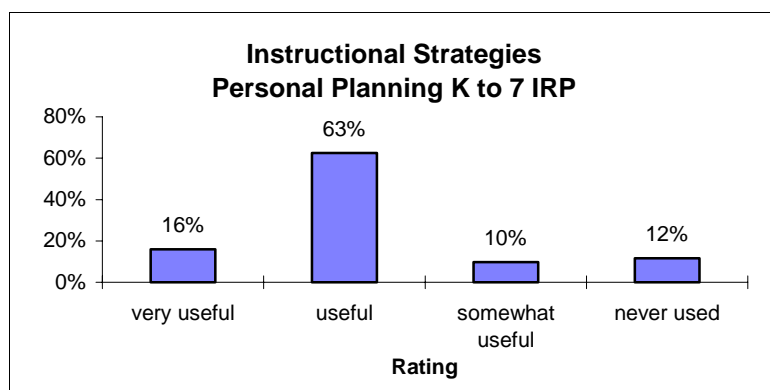 Instructional Strategies
Personal Planning K to 7 IRP
80%
60%
40%
20%
0%
16%
63%
10%
12%
very useful
useful
somewhat
useful
never used
Rating